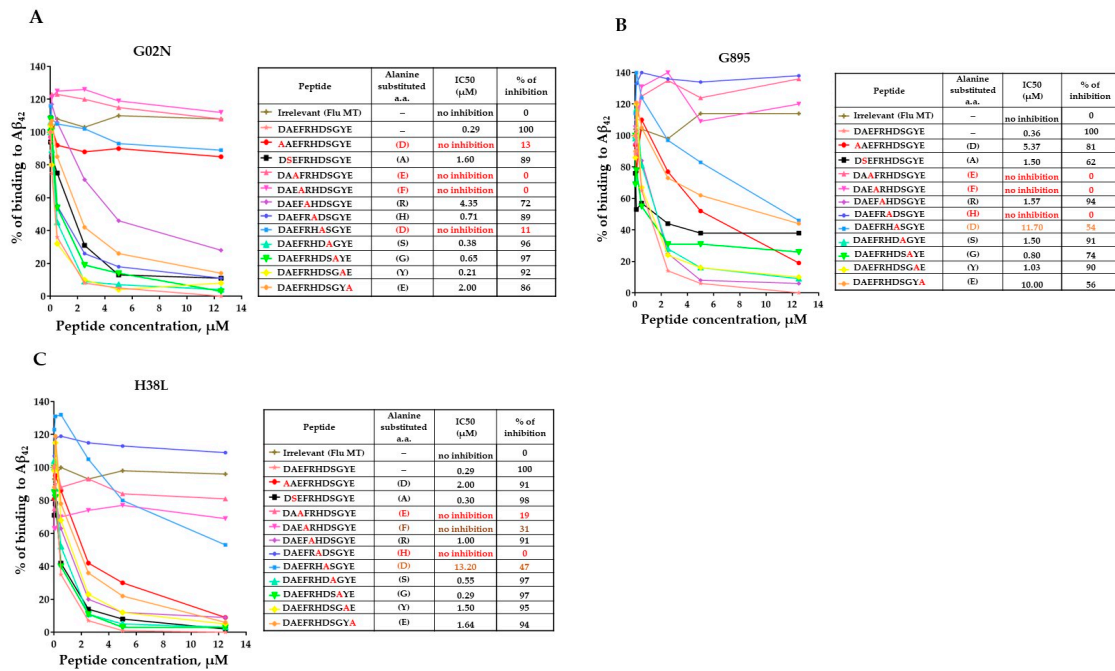 A
G02N
% of binding to Aβ42
140
120
100
80
60
40
20
0
0 2 4 6 8 10 12 14
Peptide concentration, μM
Peptide Alanine substituted a.a. IC50 (μM) % of inhibition
Irrelevant (Flu MT) – no inhibition 0
DAEFRHDSGYE – 0.29 100
AAEFRHDSGYE (D) no inhibition 13
DSEFRHDSGYE (A) 1.60 89
DAAFRHDSGYE (E) no inhibition 0
DAEARHDSGYE (F) no inhibition 0
DAEFAHDSGYE (R) 4.35 72
DAEFRADSGYE (H) 0.71 89
DAEFRHASGYE (D) no inhibition 11
DAEFRHDAGYE (S) 0.38 96
DAEFRHDSAYE (G) 0.65 97
DAEFRHDSGAE (Y) 0.21 92
DAEFRHDSGYA (E) 2.00 86
B
G895
% of binding to Aβ42
140
120
100
80
60
40
20
0
0 2 4 6 8 10 12 14
Peptide concentration, μM
Peptide Alanine substituted a.a. IC50 (μM) % of inhibition
Irrelevant (Flu MT) – no inhibition 0
DAEFRHDSGYE – 0.36 100
AAEFRHDSGYE (D) 5.37 81
DSEFRHDSGYE (A) 1.50 62
DAAFRHDSGYE (E) no inhibition 0
DAEARHDSGYE (F) no inhibition 0
DAEFAHDSGYE (R) 1.57 94
DAEFRADSGYE (H) no inhibition 0
DAEFRHASGYE (D) 11.70 54
DAEFRHDAGYE (S) 1.50 91
DAEFRHDSAYE (G) 0.80 74
DAEFRHDSGAE (Y) 1.03 90
DAEFRHDSGYA (E) 10.00 56
C
H38L
% of binding to Aβ42
140
120
100
80
60
40
20
0
0 2 4 6 8 10 12 14
Peptide concentration, μM
Peptide Alanine substituted a.a. IC50 (μM) % of inhibition
Irrelevant (Flu MT) – no inhibition 0
DAEFRHDSGYE – 0.29 100
AAEFRHDSGYE (D) 2.00 91
DSEFRHDSGYE (A) 0.30 98
DAAFRHDSGYE (E) no inhibition 19
DAEARHDSGYE (F) no inhibition 31
DAEFAHDSGYE (R) 1.00 91
DAEFRADSGYE (H) no inhibition 0
DAEFRHASGYE (D) 13.20 47
DAEFRHDAGYE (S) 0.55 97
DAEFRHDSAYE (G) 0.29 97
DAEFRHDSGAE (Y) 1.50 95
DAEFRHDSGYA (E) 1.64 94